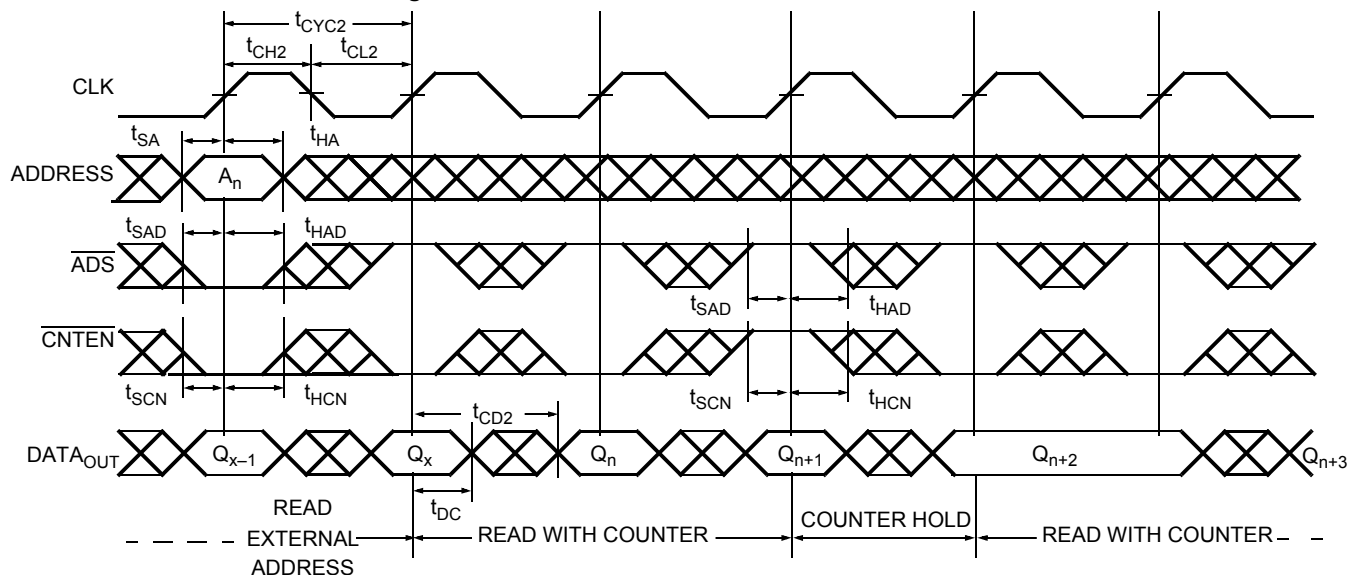 tCYC2
tCH2
tCL2
CLK
tSA
tHA
ADDRESS
An
tSAD
tHAD
ADS
tSAD
tHAD
CNTEN
tSCN
tHCN
tSCN
tHCN
tCD2
DATAOUT
Qx–1
Qx
Qn
Qn+1
Qn+2
Qn+3
tDC
READ
EXTERNAL
ADDRESS
READ WITH COUNTER
COUNTER HOLD
READ WITH COUNTER